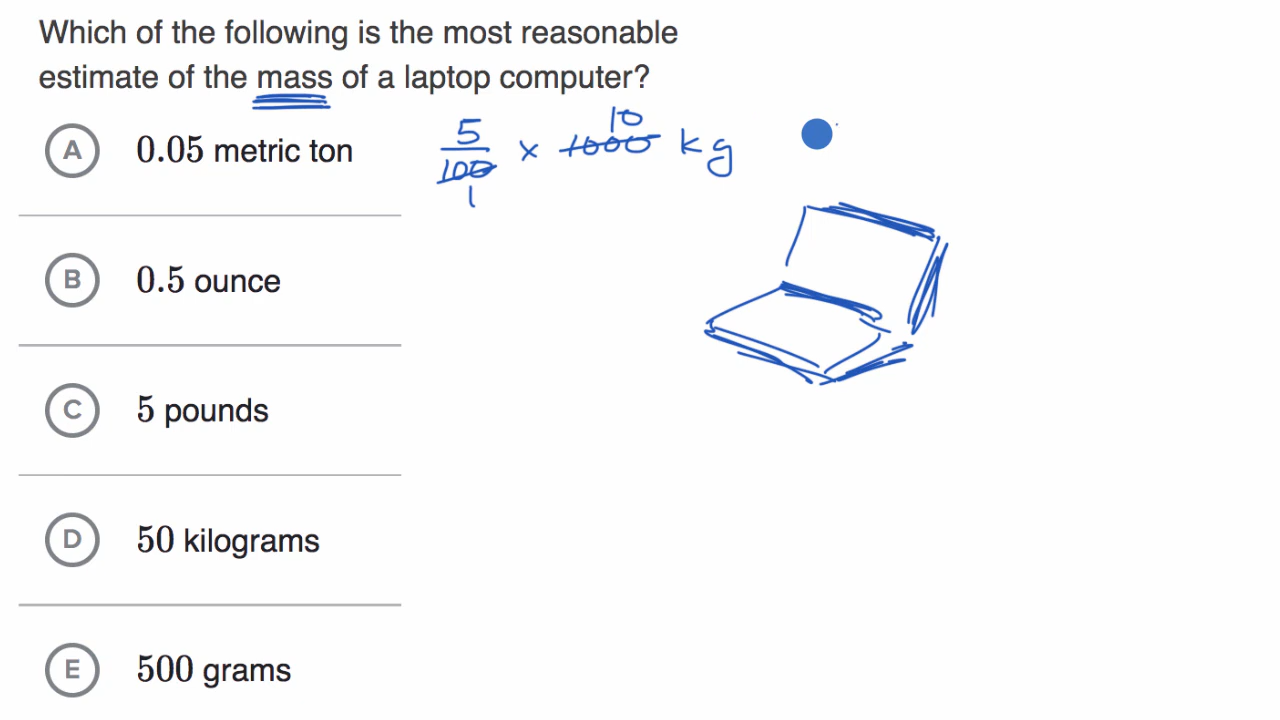 Which of the following is the most reasonable
estimate of the mass of a laptop computer?
A 0.05 metric ton
5/100 × 1000 kg
10
1
B 0.5 ounce
C 5 pounds
D 50 kilograms
E 500 grams